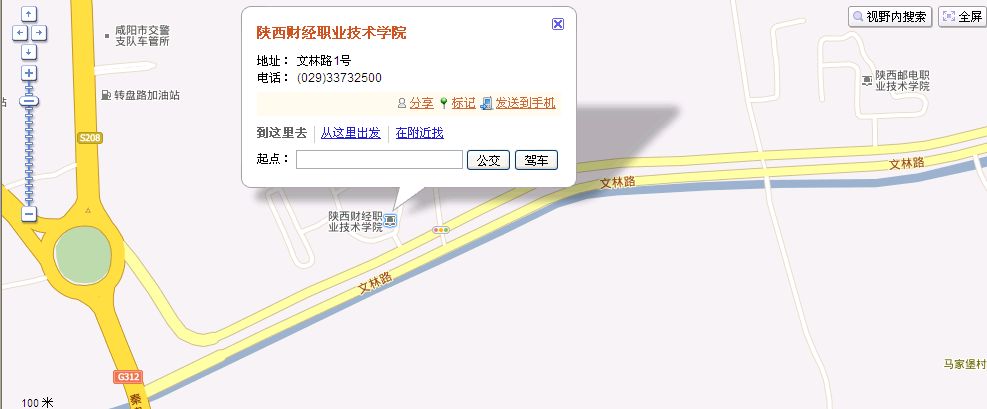 咸阳市交警
支队车管所
转盘路加油站
S208
陕西财经职业技术学院
地址： 文林路1号
电话： (029)33732500
分享 标记 发送到手机
到这里去 从这里出发 在附近找
起点： 公交 驾车
视野内搜索 全屏
陕西邮电职
业技术学院
文林路
文林路
陕西财经职
业技术学院
文林路
马家堡村
G312
秦
100 米